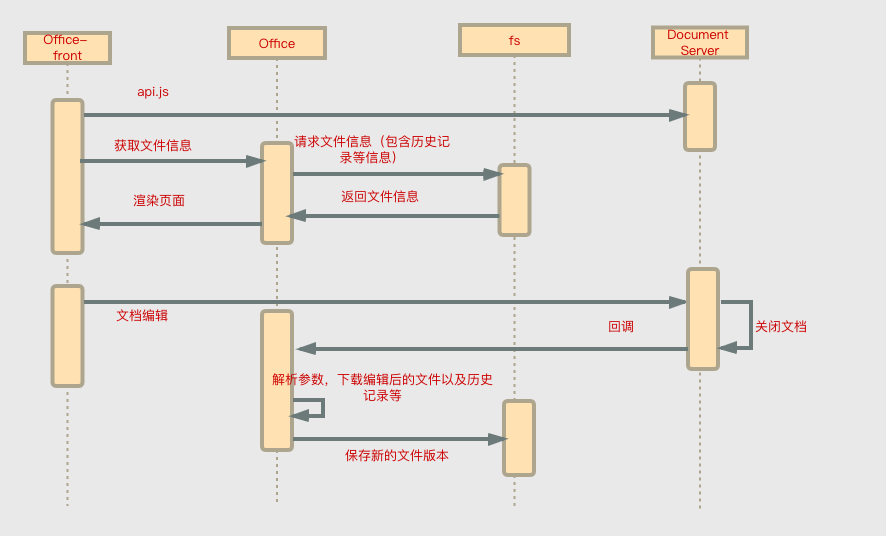 Office-
front
Office
fs
Document
Server
api.js
获取文件信息
请求文件信息（包含历史记
录等信息）
渲染页面
返回文件信息
文档编辑
回调
关闭文档
解析参数，下载编辑后的文件以及历史
记录等
保存新的文件版本